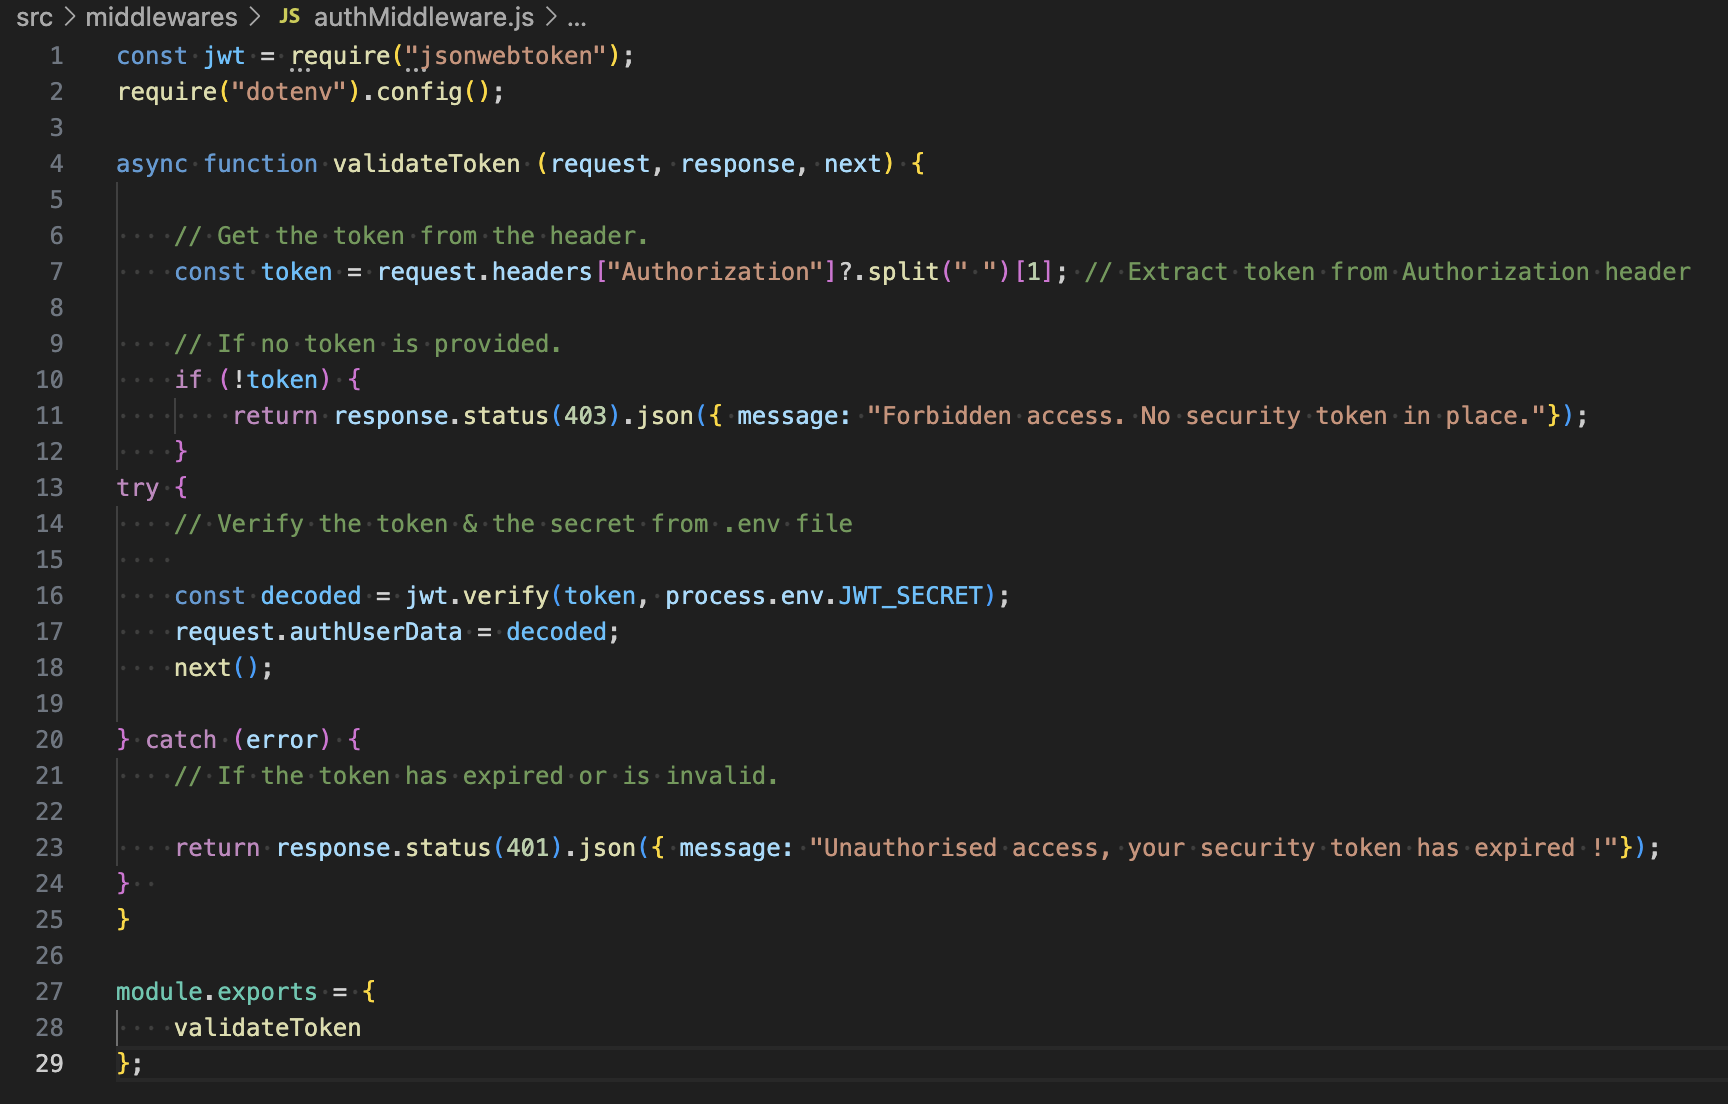 src > middlewares > JS authMiddleware.js > ...
1 const jwt = require("jsonwebtoken");
2 require("dotenv").config();
3
4 async function validateToken (request, response, next) {
5
6     // Get the token from the header.
7     const token = request.headers["Authorization"]?.split(" ")[1]; // Extract token from Authorization header
8
9     // If no token is provided.
10     if (!token) {
11         return response.status(403).json({ message: "Forbidden access. No security token in place."});
12     }
13 try {
14     // Verify the token & the secret from .env file
15
16     const decoded = jwt.verify(token, process.env.JWT_SECRET);
17     request.authUserData = decoded;
18     next();
19
20 } catch (error) {
21     // If the token has expired or is invalid.
22
23     return response.status(401).json({ message: "Unauthorised access, your security token has expired !"});
24 }
25 }
26
27 module.exports = {
28     validateToken
29 };